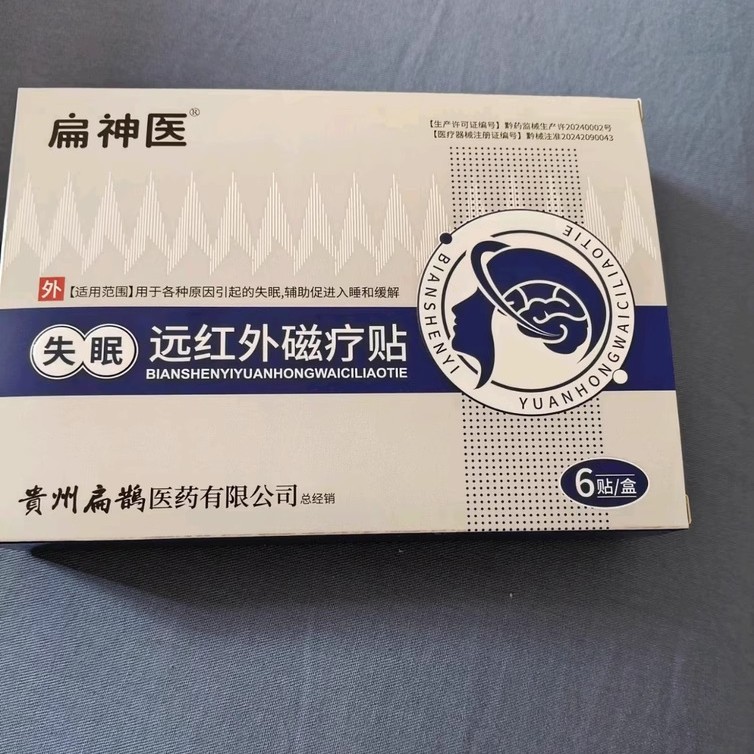 扁神医®
【生产许可证编号】黔药监械生产许20240002号
【医疗器械注册证编号】黔械注准20242090043
外【适用范围】用于各种原因引起的失眠,辅助促进入睡和缓解
失眠 远红外磁疗贴
BIANSHENYIYUANHONGWAICILIAOTIE
BIANSHENYI
YUANHONGWAICILIAOTIE
貴州扁鵲医药有限公司总经销
6贴/盒